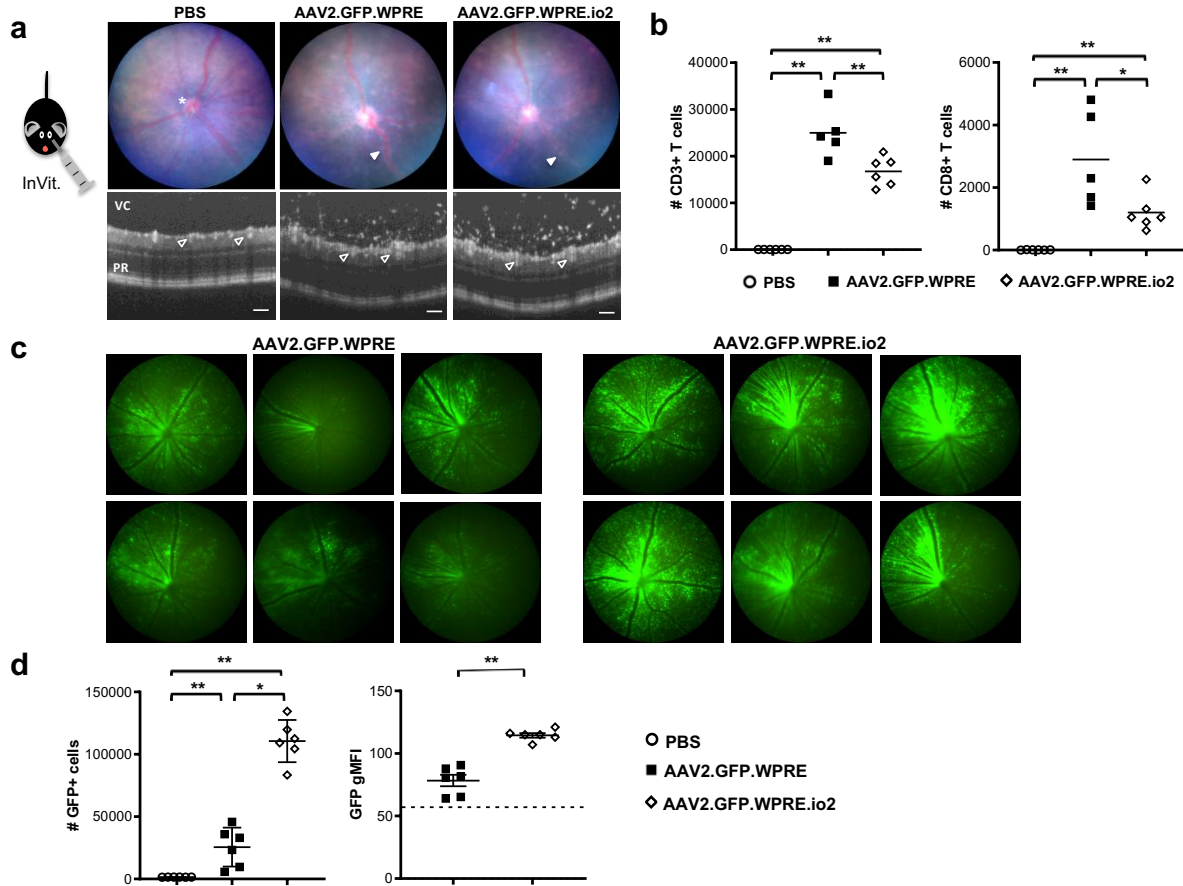 a
PBS
AAV2.GFP.WPRE
AAV2.GFP.WPRE.io2
*
InVit.
VC
PR
b
**
**
**
# CD3+ T cells
40000
30000
20000
10000
0
**
**
*
# CD8+ T cells
6000
4000
2000
0
PBS
AAV2.GFP.WPRE
AAV2.GFP.WPRE.io2
c
AAV2.GFP.WPRE
AAV2.GFP.WPRE.io2
d
**
**
*
# GFP+ cells
150000
100000
50000
0
**
GFP gMFI
150
100
50
0
PBS
AAV2.GFP.WPRE
AAV2.GFP.WPRE.io2